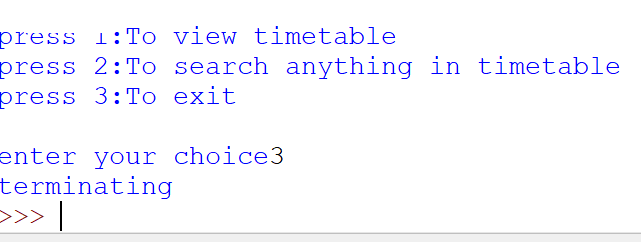 press 1:To view timetable
press 2:To search anything in timetable
press 3:To exit
enter your choice3
terminating
>>>